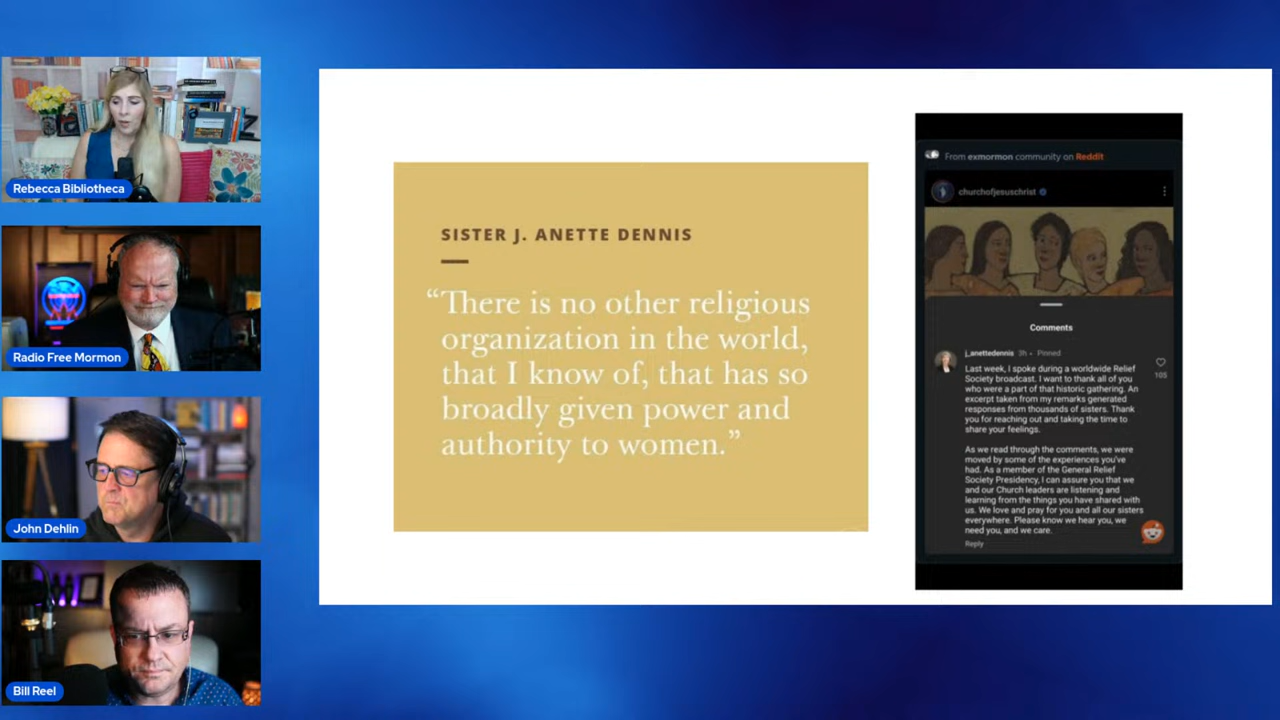 Rebecca Bibliotheca
Radio Free Mormon
John Dehlin
Bill Reel
SISTER J. ANETTE DENNIS
“There is no other religious
organization in the world,
that I know of, that has so
broadly given power and
authority to women.”
From exmormon community on Reddit
churchofjesuschrist
Comments
j_anettedennis 3h • Pinned
Last week, I spoke during a worldwide Relief
Society broadcast. I want to thank all of you
who were a part of that historic gathering. An
excerpt taken from my remarks generated
responses from thousands of sisters. Thank
you for reaching out and taking the time to
share your feelings.
105
As we read through the comments, we were
moved by some of the experiences you've
had. As a member of the General Relief
Society Presidency, I can assure you that we
and our Church leaders are listening and
learning from the things you have shared with
us. We love and pray for you and all our sisters
everywhere. Please know we hear you, we
need you, and we care.
Reply